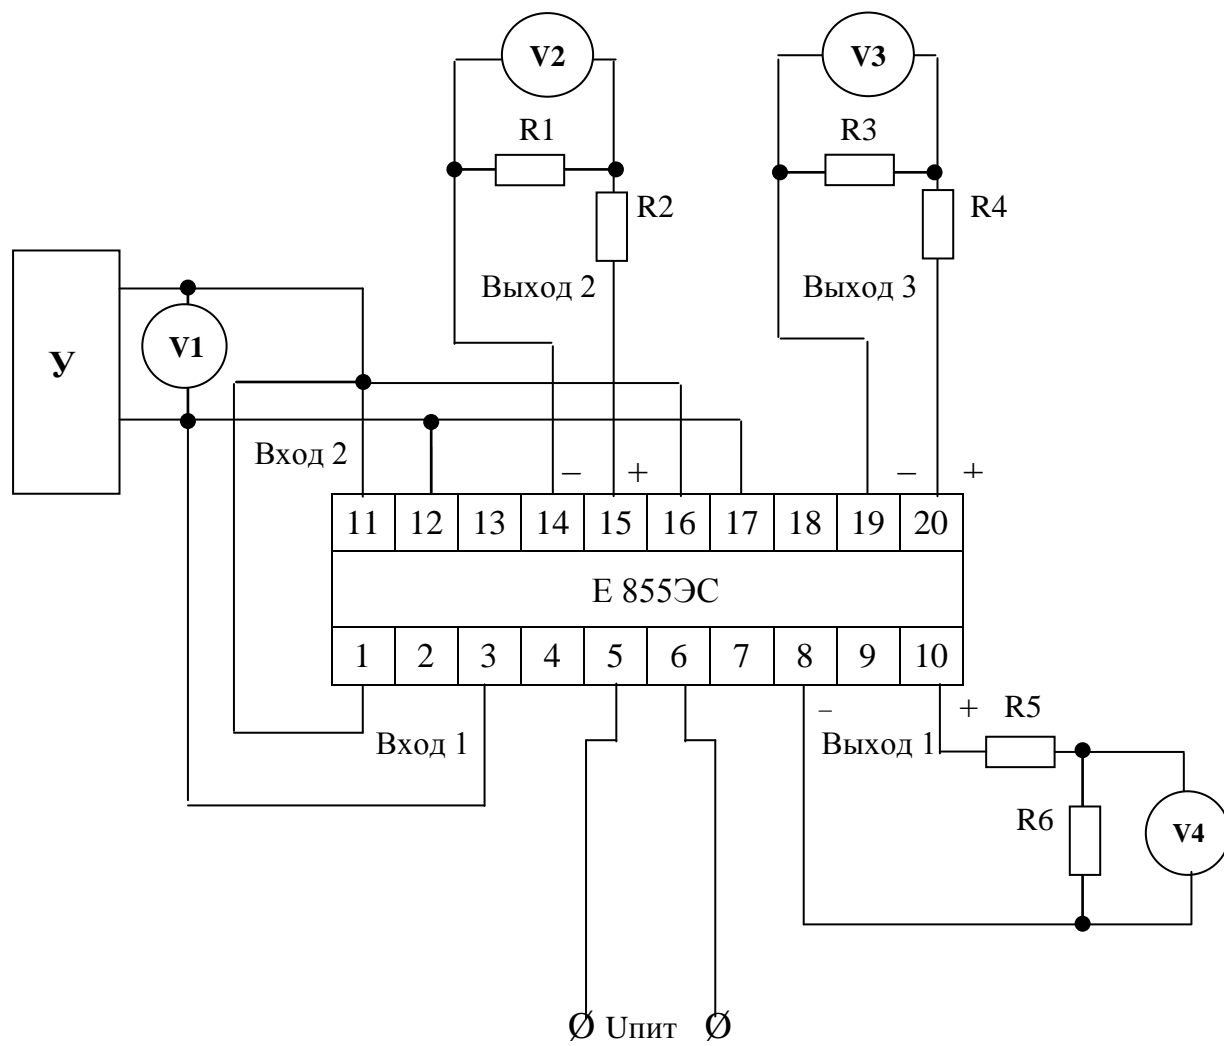 V2
V3
R1
R3
R2
R4
Выход 2
Выход 3
У
V1
Вход 2
– +
– +
11 12 13 14 15 16 17 18 19 20
Е 855ЭС
1 2 3 4 5 6 7 8 9 10
– +
R5
Вход 1
Выход 1
R6
V4
Ø Uпит Ø